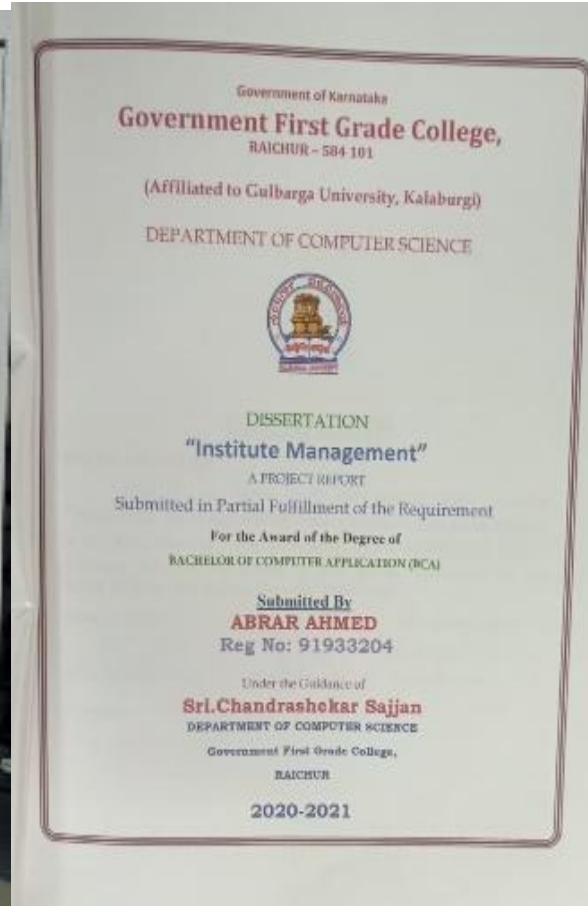 Government of Karnataka
Government First Grade College,
RAICHUR – 584 101
(Affiliated to Gulbarga University, Kalaburgi)
DEPARTMENT OF COMPUTER SCIENCE
DISSERTATION
"Institute Management"
A PROJECT REPORT
Submitted in Partial Fulfillment of the Requirement
For the Award of the Degree of
BACHELOR OF COMPUTER APPLICATION (BCA)
Submitted By
ABRAR AHMED
Reg No: 91933204
Under the Guidance of
Sri.Chandrashekar Sajjan
DEPARTMENT OF COMPUTER SCIENCE
Government First Grade College,
RAICHUR
2020-2021